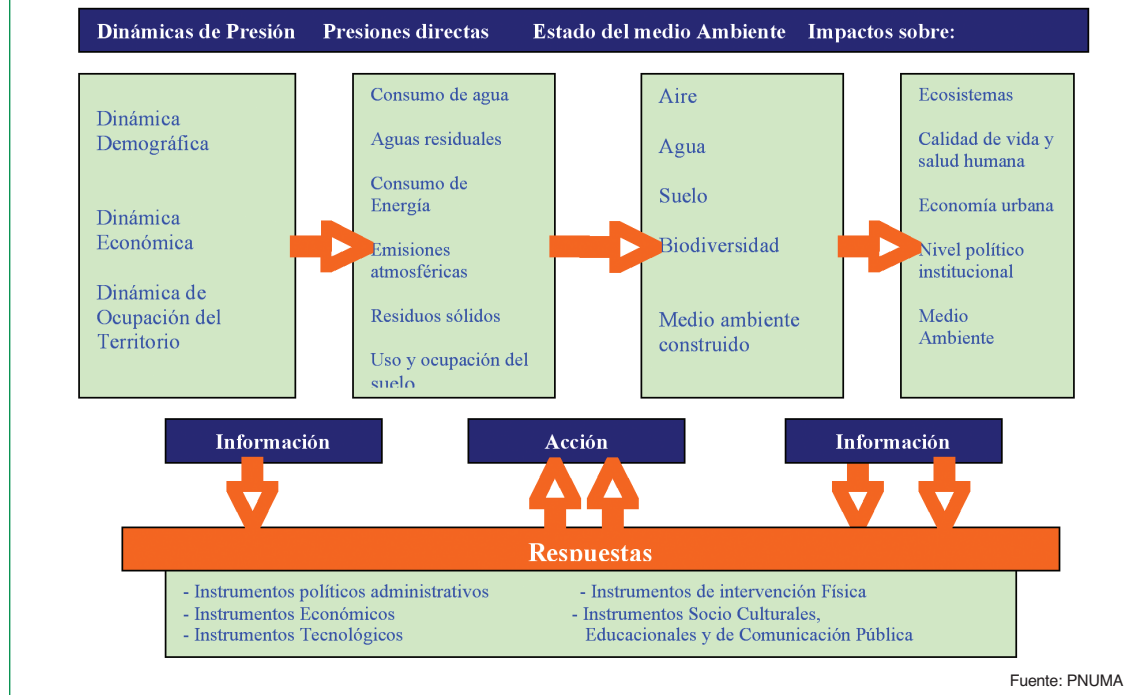 Dinámicas de Presión Presiones directas Estado del medio Ambiente Impactos sobre:
Dinámica
Demográfica
Dinámica
Económica
Dinámica de
Ocupación del
Territorio
Consumo de agua
Aguas residuales
Consumo de
Energía
Emisiones
atmosféricas
Residuos sólidos
Uso y ocupación del
suelo
Aire
Agua
Suelo
Biodiversidad
Medio ambiente
construido
Ecosistemas
Calidad de vida y
salud humana
Economía urbana
Nivel político
institucional
Medio
Ambiente
Información
Acción
Información
Respuestas
- Instrumentos políticos administrativos
- Instrumentos Económicos
- Instrumentos Tecnológicos
- Instrumentos de intervención Física
- Instrumentos Socio Culturales,
Educacionales y de Comunicación Pública
Fuente: PNUMA